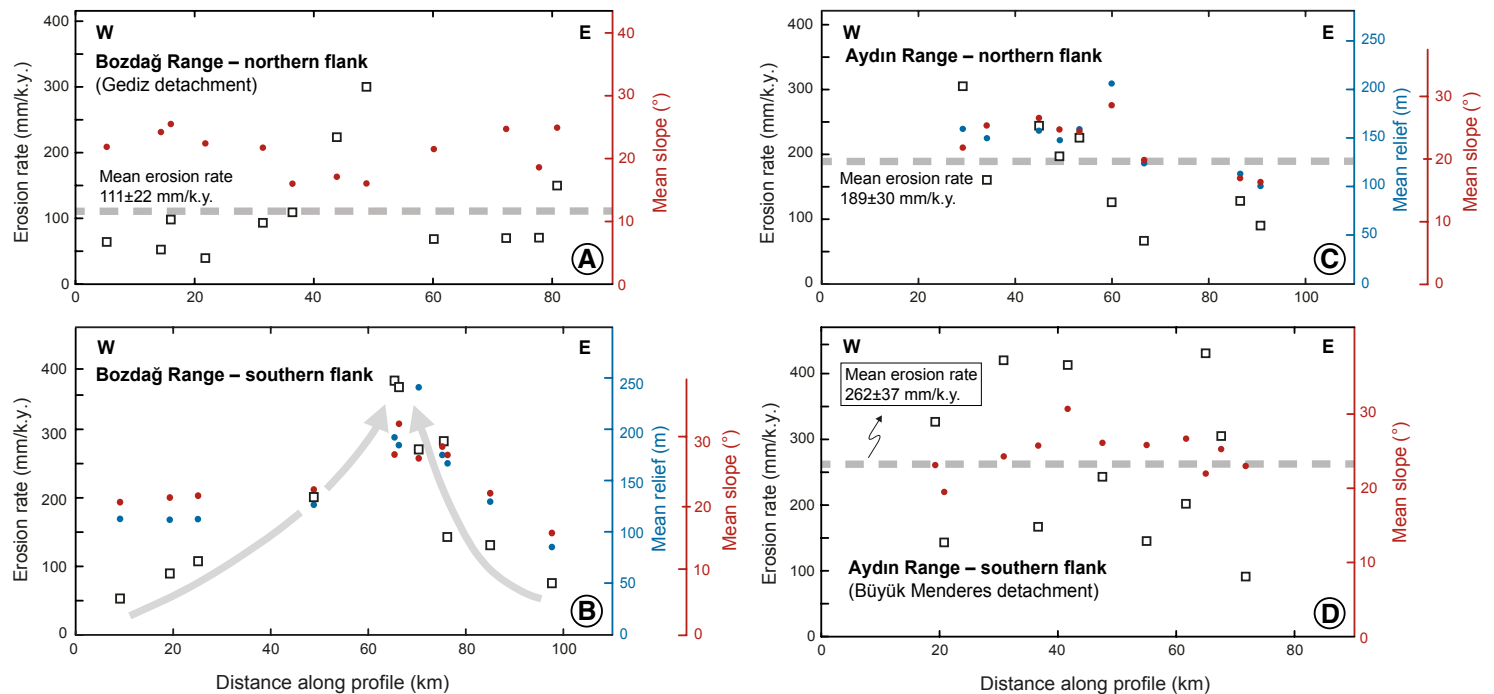 W
E
Bozdağ Range – northern flank
(Gediz detachment)
Mean erosion rate
111±22 mm/k.y.
A
Erosion rate (mm/k.y.)
400
300
200
100
0
Mean slope (°)
40
30
20
10
0
0 20 40 60 80
W
E
Bozdağ Range – southern flank
B
Erosion rate (mm/k.y.)
400
300
200
100
0
Mean relief (m)
250
200
150
100
50
0
Mean slope (°)
30
20
10
0
0 20 40 60 80 100
Distance along profile (km)
W
E
Aydın Range – northern flank
Mean erosion rate
189±30 mm/k.y.
C
Erosion rate (mm/k.y.)
400
300
200
100
0
Mean relief (m)
250
200
150
100
50
0
Mean slope (°)
30
20
10
0
0 20 40 60 80 100
W
E
Mean erosion rate
262±37 mm/k.y.
Aydın Range – southern flank
(Büyük Menderes detachment)
D
Erosion rate (mm/k.y.)
400
300
200
100
0
Mean slope (°)
30
20
10
0
0 20 40 60 80
Distance along profile (km)